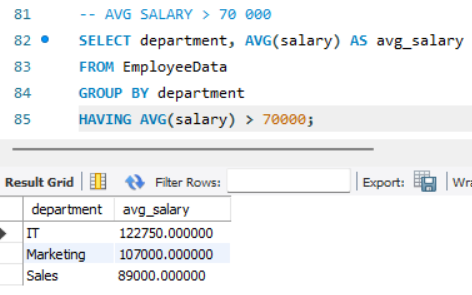 81 -- AVG SALARY > 70 000
82 SELECT department, AVG(salary) AS avg_salary
83 FROM EmployeeData
84 GROUP BY department
85 HAVING AVG(salary) > 70000;
Result Grid Filter Rows: Export: Wra
department avg_salary
IT 122750.000000
Marketing 107000.000000
Sales 89000.000000